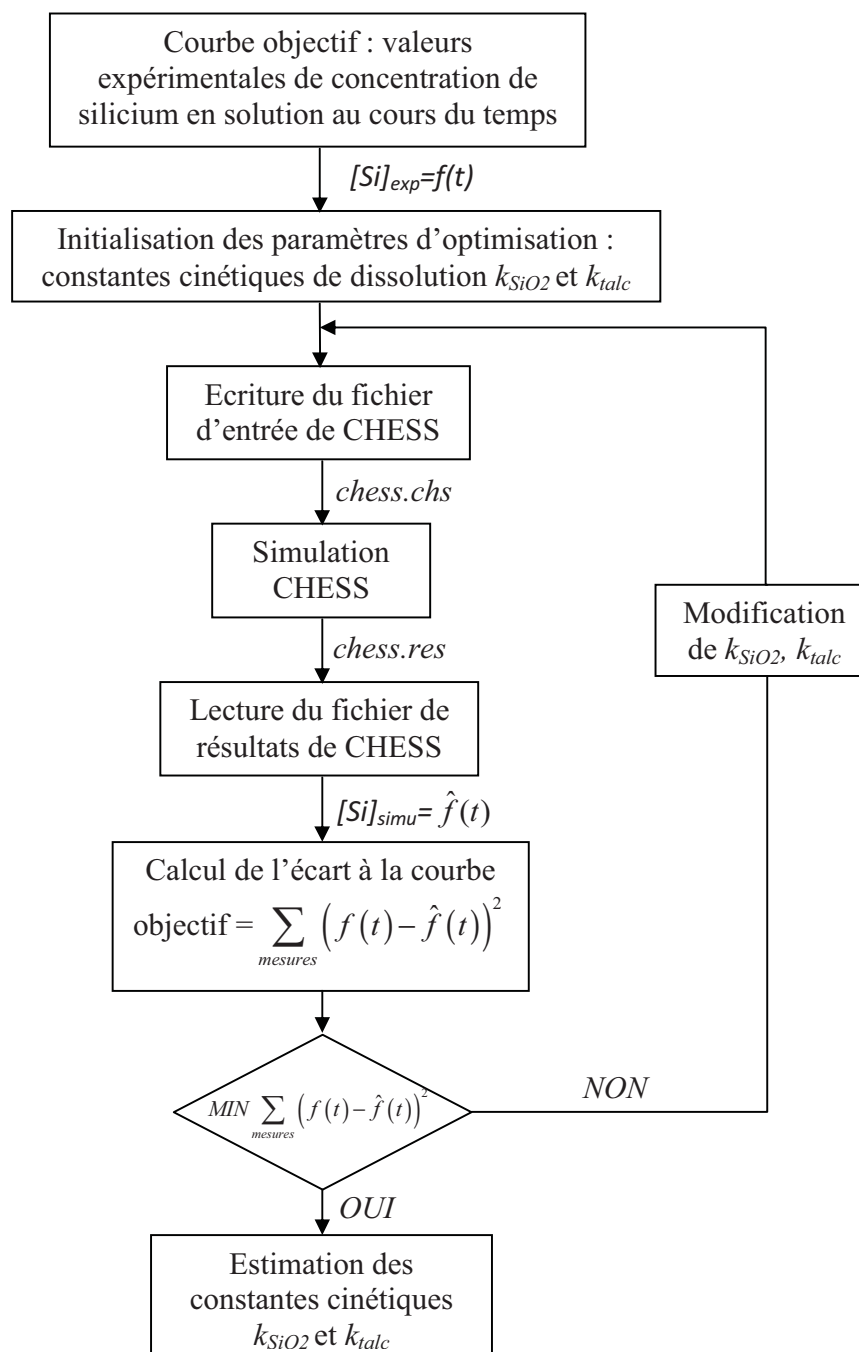 Courbe objectif : valeurs
expérimentales de concentration de
silicium en solution au cours du temps
[Si]exp=f(t)
Initialisation des paramètres d’optimisation :
constantes cinétiques de dissolution kSiO2 et ktalc
Ecriture du fichier
d’entrée de CHESS
chess.chs
Simulation
CHESS
chess.res
Modification
de kSiO2, ktalc
Lecture du fichier de
résultats de CHESS
[Si]simu= f̂(t)
Calcul de l’écart à la courbe
objectif = ∑ (f(t) − f̂(t))²
mesures
MIN ∑ (f(t) − f̂(t))²
mesures
NON
OUI
Estimation des
constantes cinétiques
kSiO2 et ktalc